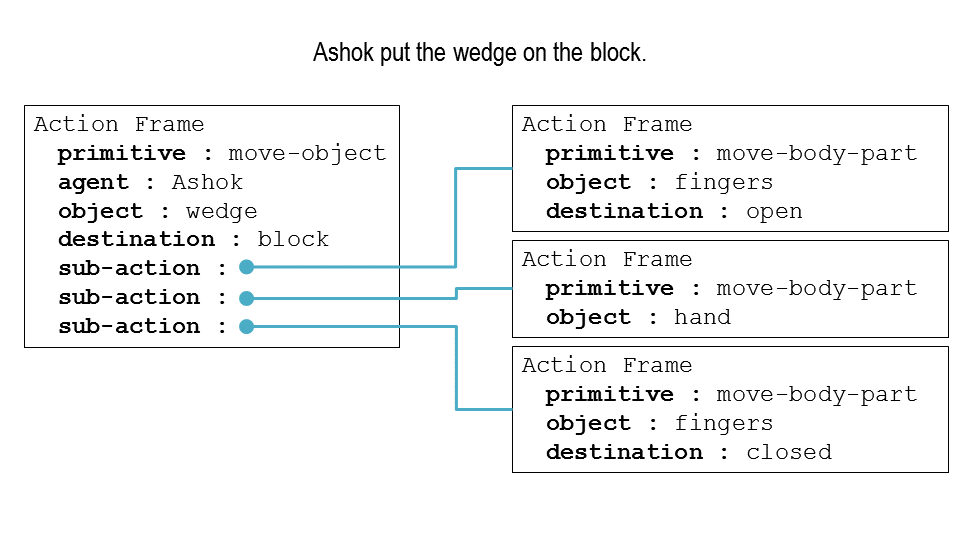 Ashok put the wedge on the block.
Action Frame
primitive : move-object
agent : Ashok
object : wedge
destination : block
sub-action :
sub-action :
sub-action :
Action Frame
primitive : move-body-part
object : fingers
destination : open
Action Frame
primitive : move-body-part
object : hand
Action Frame
primitive : move-body-part
object : fingers
destination : closed